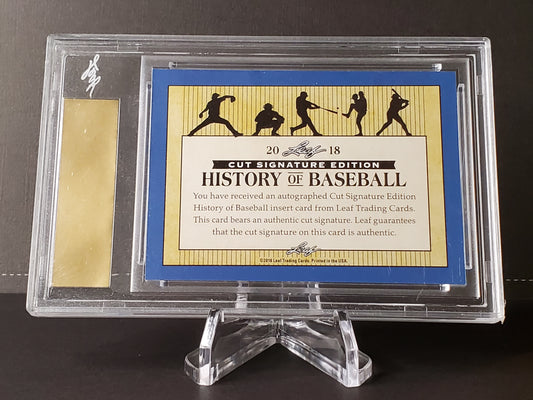 20 Leaf 18
CUT SIGNATURE EDITION
HISTORY OF BASEBALL
You have received an autographed Cut Signature Edition
History of Baseball insert card from Leaf Trading Cards.
This card bears an authentic cut signature. Leaf guarantees
that the cut signature on this card is authentic.
Leaf
©2018 Leaf Trading Cards. Printed in the USA.